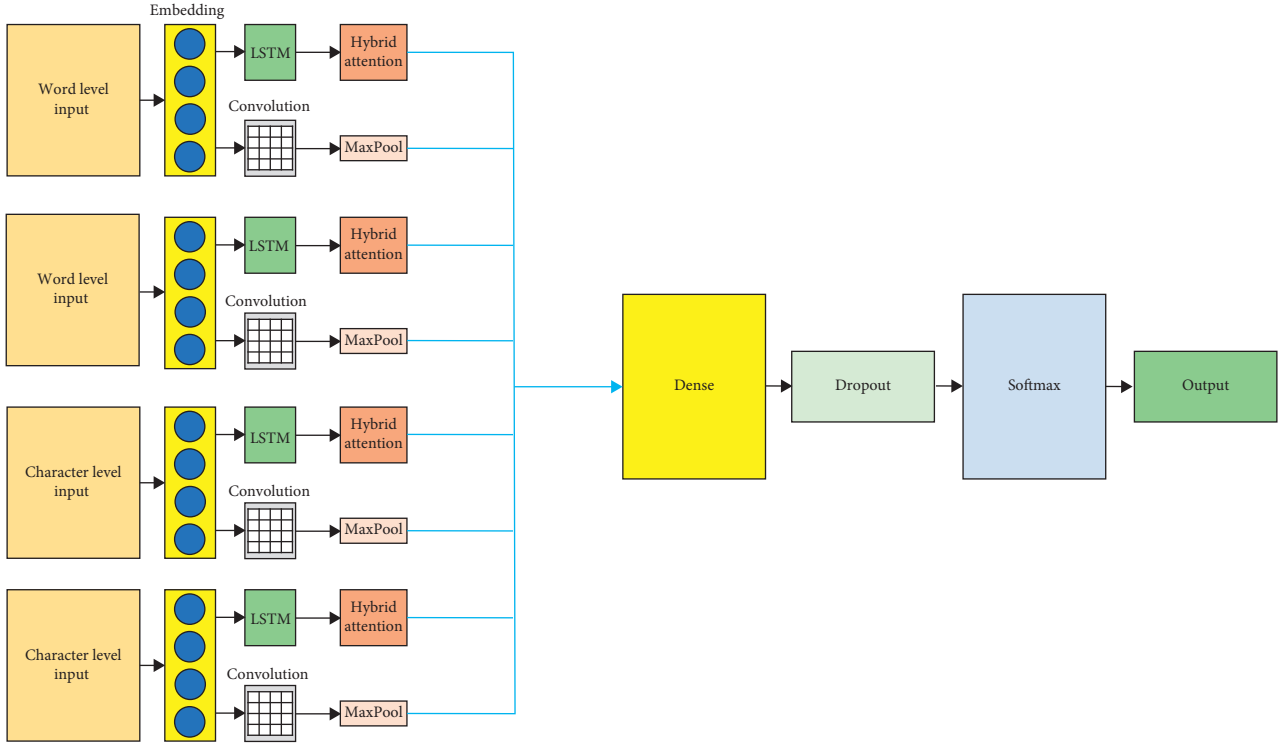 Embedding
Word level
input
LSTM
Hybrid
attention
Convolution
MaxPool
Word level
input
LSTM
Hybrid
attention
Convolution
MaxPool
Character level
input
LSTM
Hybrid
attention
Convolution
MaxPool
Character level
input
LSTM
Hybrid
attention
Convolution
MaxPool
Dense
Dropout
Softmax
Output